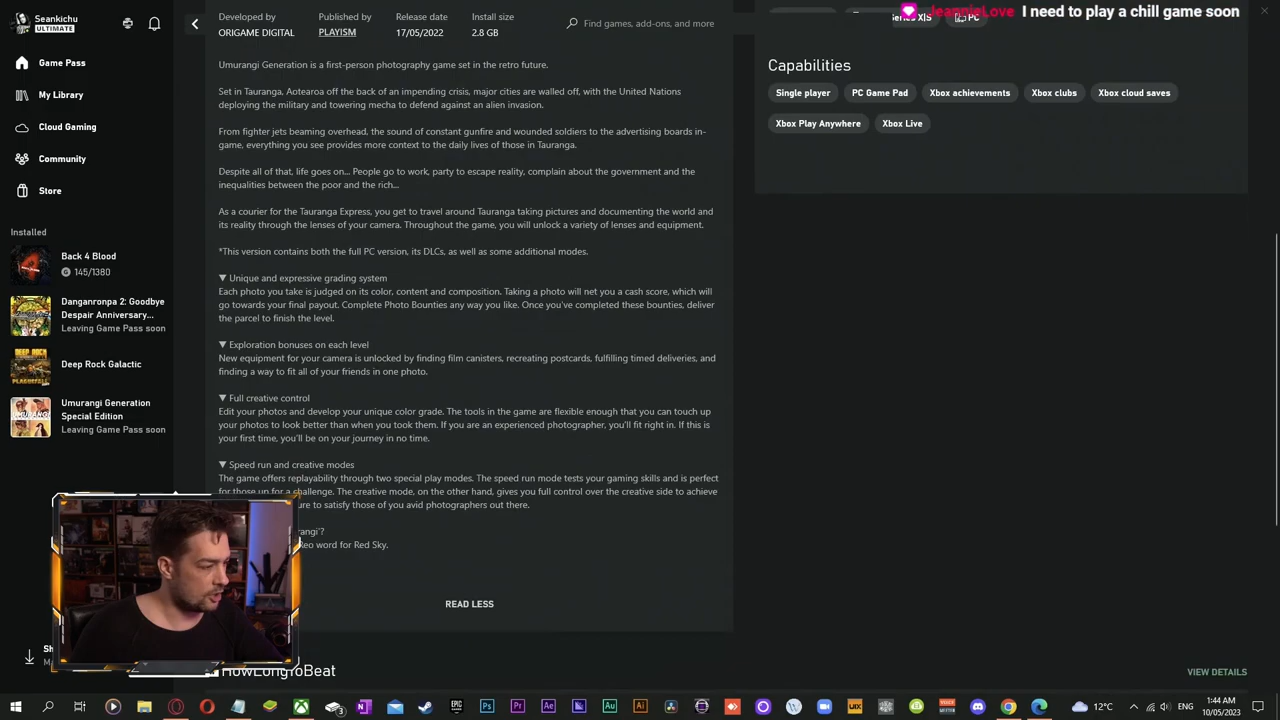 Seankichu
ULTIMATE
Game Pass
My Library
Cloud Gaming
Community
Store
Installed
Back 4 Blood
145/1380
Danganronpa 2: Goodbye
Despair Anniversary...
Leaving Game Pass soon
Deep Rock Galactic
Umurangi Generation
Special Edition
Leaving Game Pass soon
Developed by
ORIGAME DIGITAL
Published by
PLAYISM
Release date
17/05/2022
Install size
2.8 GB
Find games, add-ons, and more
Umurangi Generation is a first-person photography game set in the retro future.
Set in Tauranga, Aotearoa off the back of an impending crisis, major cities are walled off, with the United Nations
deploying the military and towering mecha to defend against an alien invasion.
From fighter jets beaming overhead, the sound of constant gunfire and wounded soldiers to the advertising boards in-
game, everything you see provides more context to the daily lives of those in Tauranga.
Despite all of that, life goes on... People go to work, party to escape reality, complain about the government and the
inequalities between the poor and the rich...
As a courier for the Tauranga Express, you get to travel around Tauranga taking pictures and documenting the world and
its reality through the lenses of your camera. Throughout the game, you will unlock a variety of lenses and equipment.
*This version contains both the full PC version, its DLCs, as well as some additional modes.
▼ Unique and expressive grading system
Each photo you take is judged on its color, content and composition. Taking a photo will net you a cash score, which will
go towards your final payout. Complete Photo Bounties any way you like. Once you've completed these bounties, deliver
the parcel to finish the level.
▼ Exploration bonuses on each level
New equipment for your camera is unlocked by finding film canisters, recreating postcards, fulfilling timed deliveries, and
finding a way to fit all of your friends in one photo.
▼ Full creative control
Edit your photos and develop your unique color grade. The tools in the game are flexible enough that you can touch up
your photos to look better than when you took them. If you are an experienced photographer, you'll fit right in. If this is
your first time, you'll be on your journey in no time.
▼ Speed run and creative modes
The game offers replayability through two special play modes. The speed run mode tests your gaming skills and is perfect
for those up for a challenge. The creative mode, on the other hand, gives you full control over the creative side to achieve
ure to satisfy those of you avid photographers out there.
rangi'?
Reo word for Red Sky.
READ LESS
HowLongToBeat
VIEW DETAILS
JeannieLove I need to play a chill game soon
Series X|S
PC
Capabilities
Single player
PC Game Pad
Xbox achievements
Xbox clubs
Xbox cloud saves
Xbox Play Anywhere
Xbox Live
12°C
ENG
1:44 AM
10/05/2023